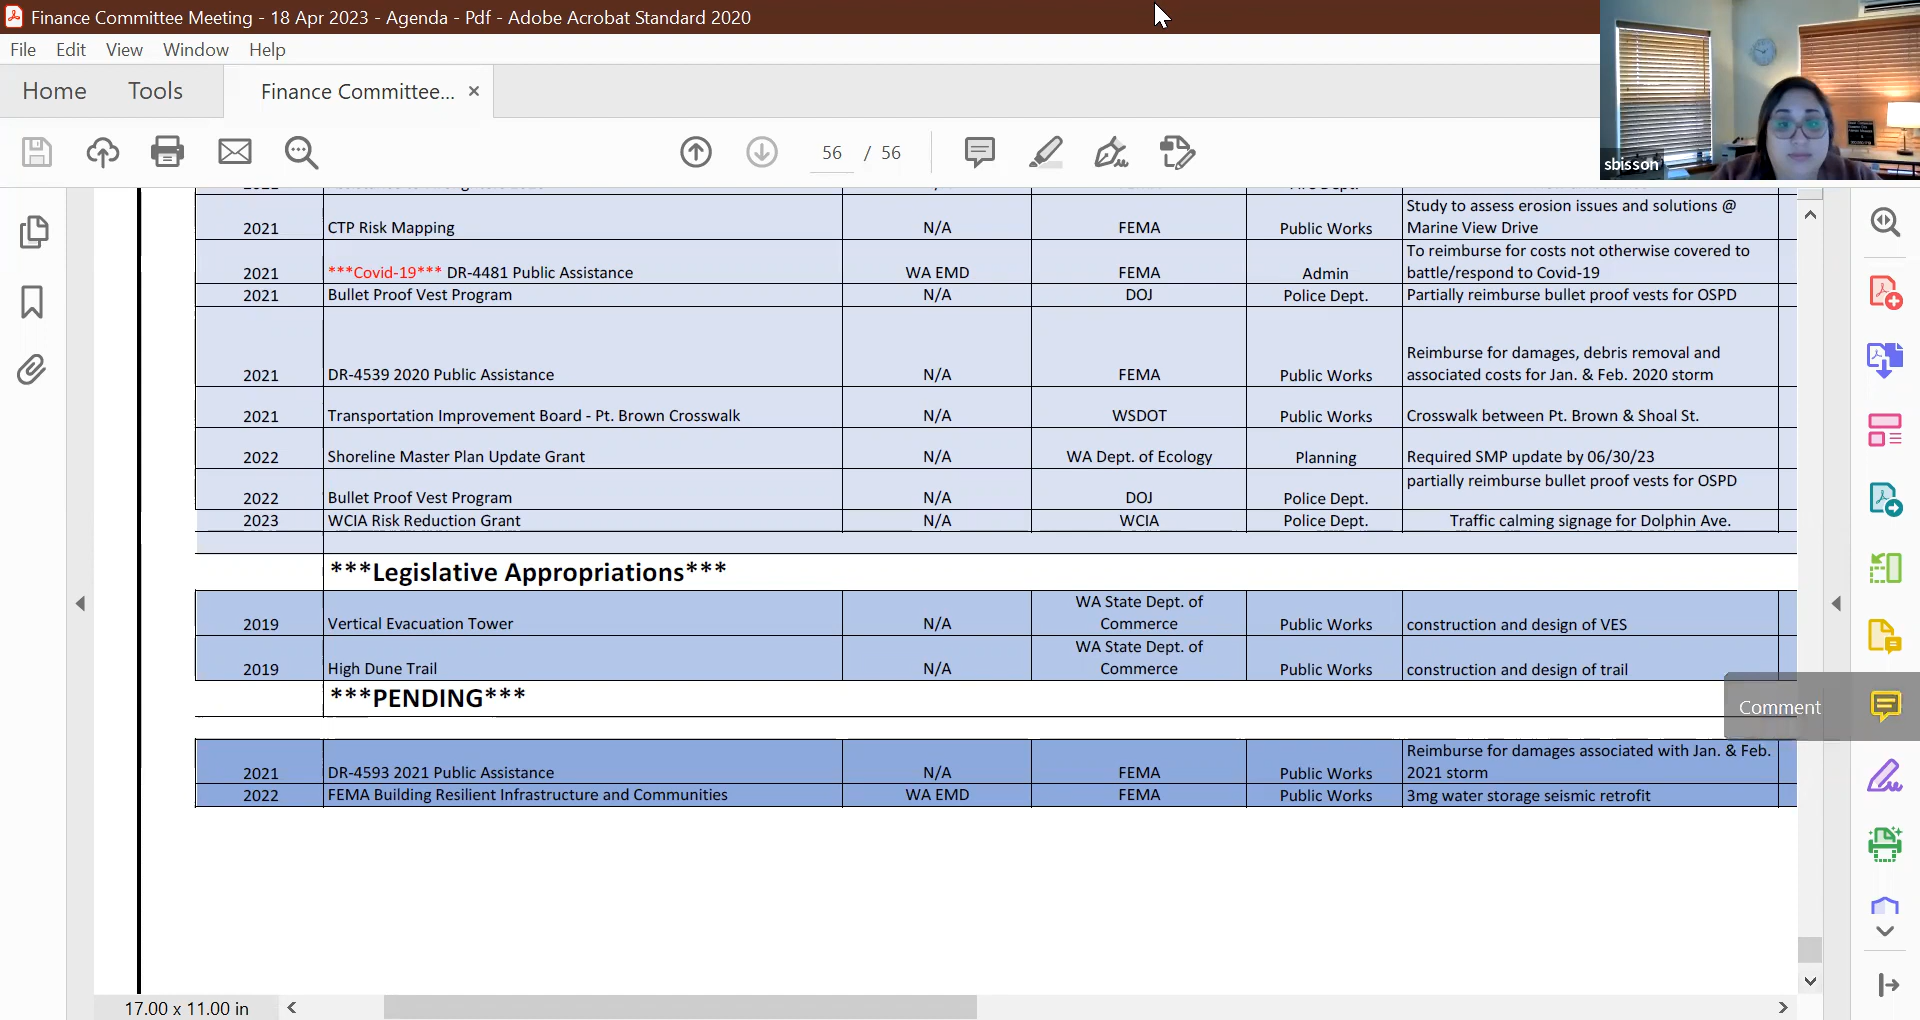 Finance Committee Meeting - 18 Apr 2023 - Agenda - Pdf - Adobe Acrobat Standard 2020
File Edit View Window Help
Home Tools Finance Committee... ×
56 / 56
sbisson
2021 CTP Risk Mapping N/A FEMA Public Works Study to assess erosion issues and solutions @ Marine View Drive
2021 ***Covid-19*** DR-4481 Public Assistance WA EMD FEMA Admin To reimburse for costs not otherwise covered to battle/respond to Covid-19
2021 Bullet Proof Vest Program N/A DOJ Police Dept. Partially reimburse bullet proof vests for OSPD
2021 DR-4539 2020 Public Assistance N/A FEMA Public Works Reimburse for damages, debris removal and associated costs for Jan. & Feb. 2020 storm
2021 Transportation Improvement Board - Pt. Brown Crosswalk N/A WSDOT Public Works Crosswalk between Pt. Brown & Shoal St.
2022 Shoreline Master Plan Update Grant N/A WA Dept. of Ecology Planning Required SMP update by 06/30/23
2022 Bullet Proof Vest Program N/A DOJ Police Dept. partially reimburse bullet proof vests for OSPD
2023 WCIA Risk Reduction Grant N/A WCIA Police Dept. Traffic calming signage for Dolphin Ave.
***Legislative Appropriations***
2019 Vertical Evacuation Tower N/A WA State Dept. of Commerce Public Works construction and design of VES
2019 High Dune Trail N/A WA State Dept. of Commerce Public Works construction and design of trail
***PENDING***
Comment
2021 DR-4593 2021 Public Assistance N/A FEMA Public Works Reimburse for damages associated with Jan. & Feb. 2021 storm
2022 FEMA Building Resilient Infrastructure and Communities WA EMD FEMA Public Works 3mg water storage seismic retrofit
17.00 x 11.00 in